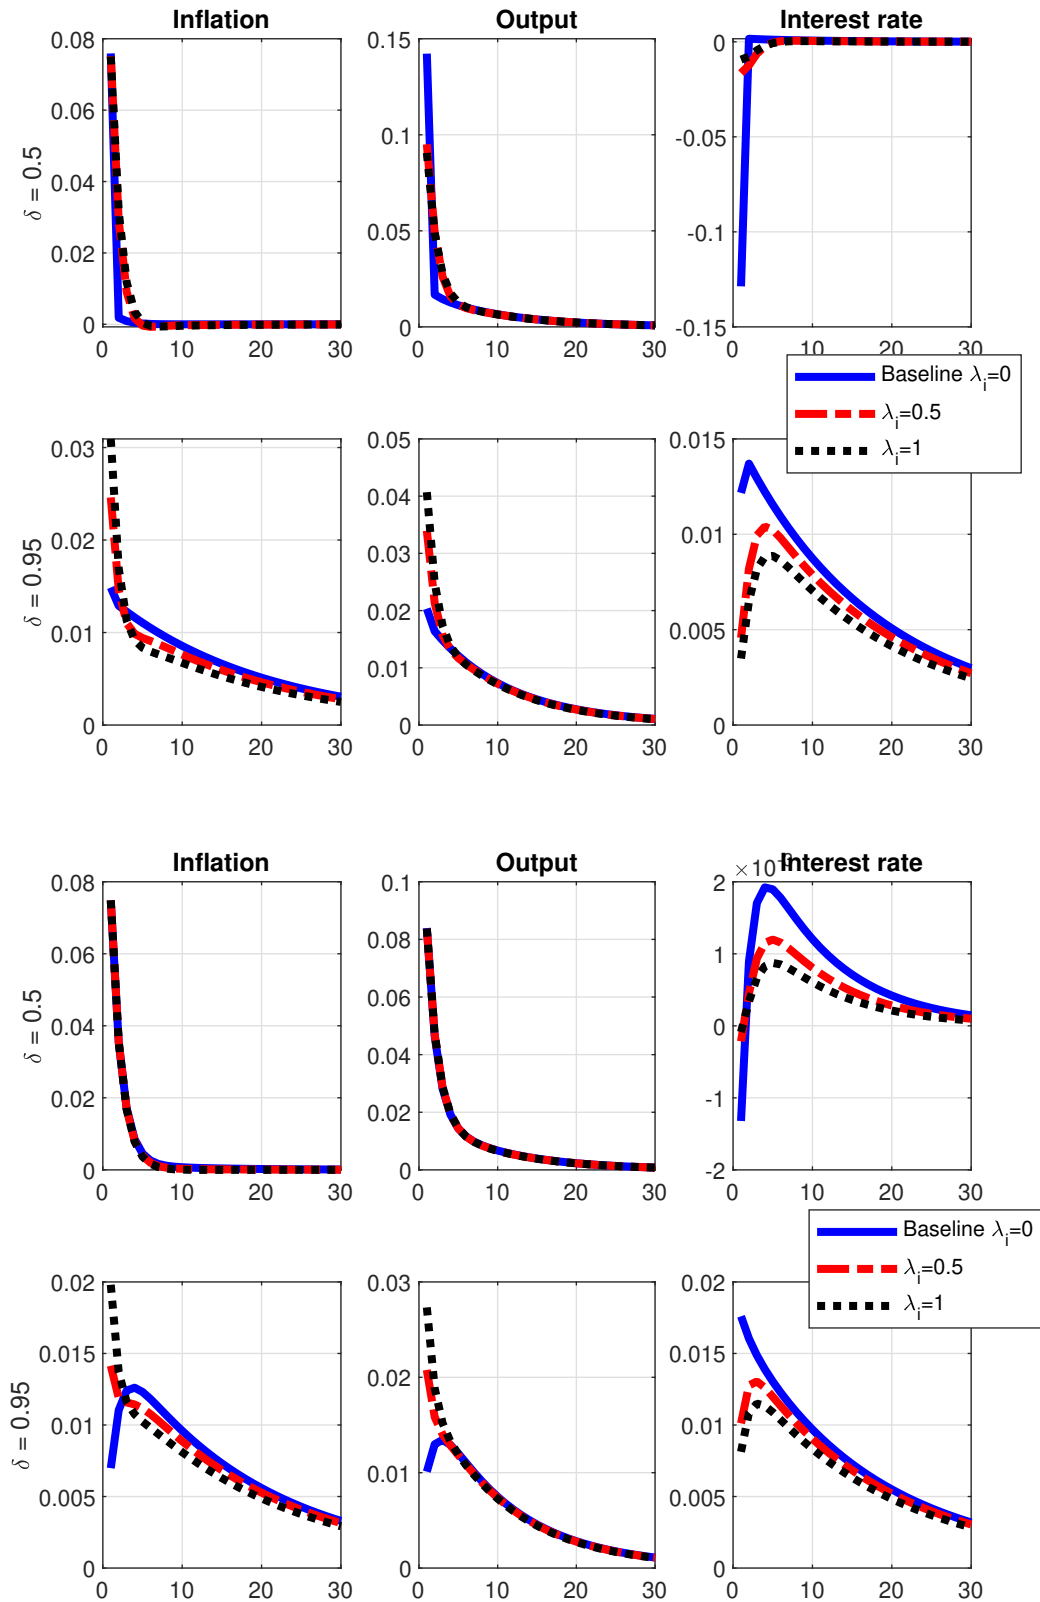 Inflation Output Interest rate
0.08 0.15 0
0.06 0.1 -0.05
δ = 0.5
0.04
0.02 0.05 -0.1
0 0 -0.15
0 10 20 30 0 10 20 30 0 10 20 30
Baseline λi=0
λi=0.5
λi=1
0.03 0.05 0.015
0.04
0.02 0.03 0.01
δ = 0.95
0.01 0.02 0.005
0.01
0 0 0
0 10 20 30 0 10 20 30 0 10 20 30
Inflation Output Interest rate
0.08 0.1 2 ×10
0.06 0.08 1
δ = 0.5
0.04 0.06 0
0.02 0.04 -1
0.02
0 0 -2
0 10 20 30 0 10 20 30 0 10 20 30
Baseline λi=0
λi=0.5
λi=1
0.02 0.03 0.02
0.015 0.02 0.015
δ = 0.95
0.01 0.01
0.005 0.01 0.005
0 0 0
0 10 20 30 0 10 20 30 0 10 20 30